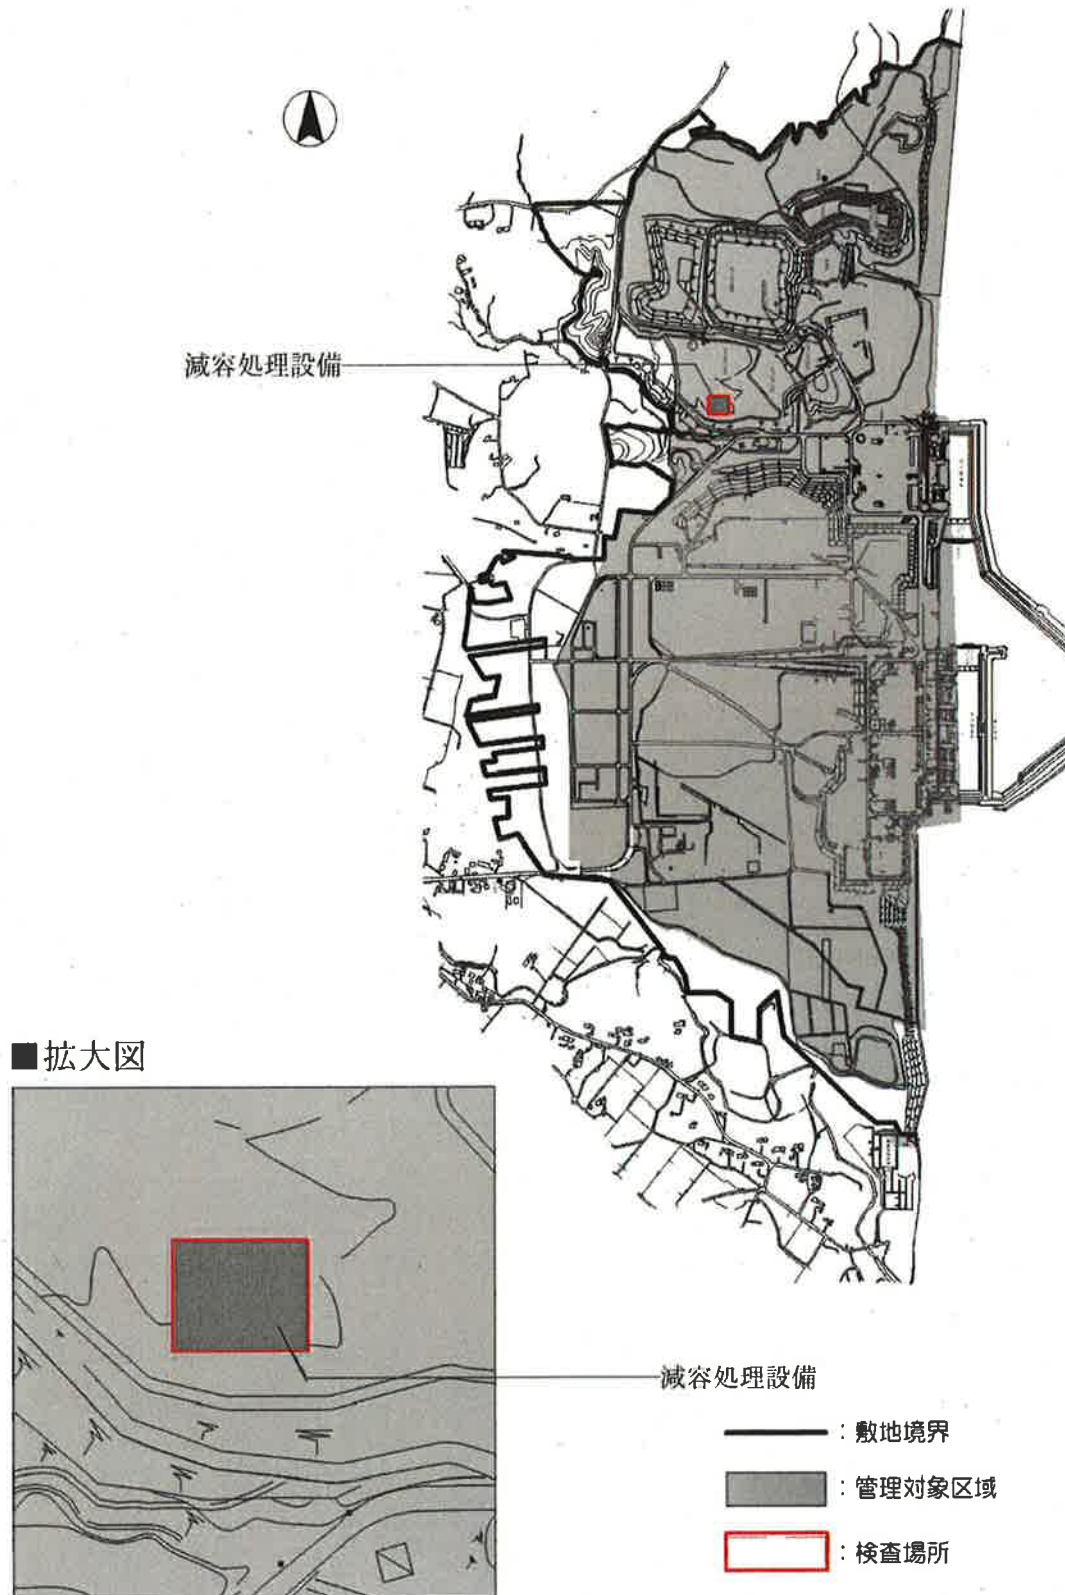 減容処理設備
■拡大図
減容処理設備
：敷地境界
：管理対象区域
：検査場所